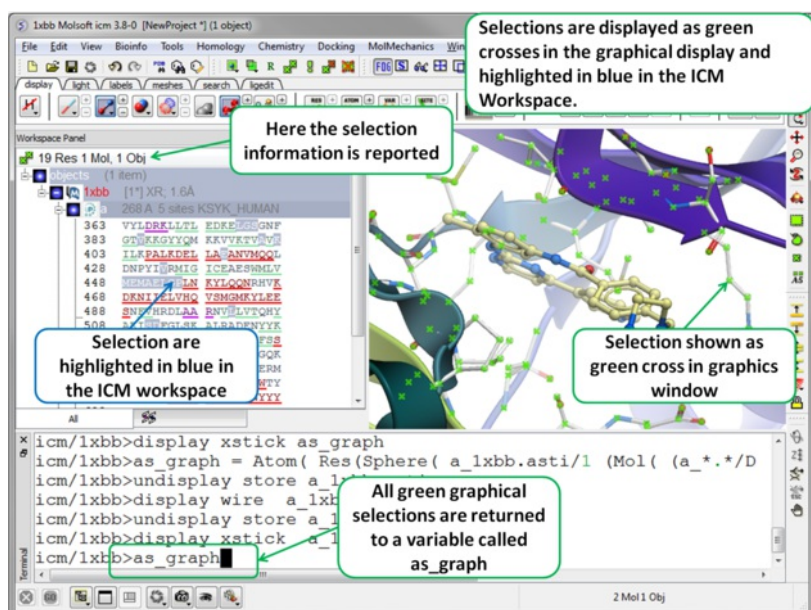 1xbb Molsoft icm 3.8-0 [NewProject *] (1 object)
File Edit View Bioinfo Tools Homology Chemistry Docking MolMechanics
Selections are displayed as green
crosses in the graphical display and
highlighted in blue in the ICM
Workspace.
display light labels meshes search ligedit
Workspace Panel
Here the selection
information is reported
19 Res 1 Mol, 1 Obj
objects (1 item)
1xbb [1*] XR; 1.6Å
a 268 A 5 sites KSYK_HUMAN
363 VYLDRKLLTL EDKELGSGNF
383 GTVKKGYYQM KKVVKTVAVK
403 ILKPALKDEL LAEANVMQQL
428 DNPYIVRMIG ICEAESWMLV
448 MEMAELGPLN KYLQQNRHVK
468 DKNIIELVHQ VSMGMKYLEE
488 SNFVHRDLAA RNVLLVTQHY
508
Selection are
highlighted in blue in
the ICM workspace
Selection shown as
green cross in graphics
window
All
icm/1xbb>display xstick as_graph
icm/1xbb>as_graph = Atom( Res(Sphere( a_1xbb.asti/1 (Mol( (a_*.*/D
icm/1xbb>undisplay store a_1
icm/1xbb>display wire a_1xb
icm/1xbb>undisplay store a_1
icm/1xbb>display xstick a_1
icm/1xbb>as_graph
All green graphical
selections are returned
to a variable called
as_graph
Terminal
2 Mol 1 Obj